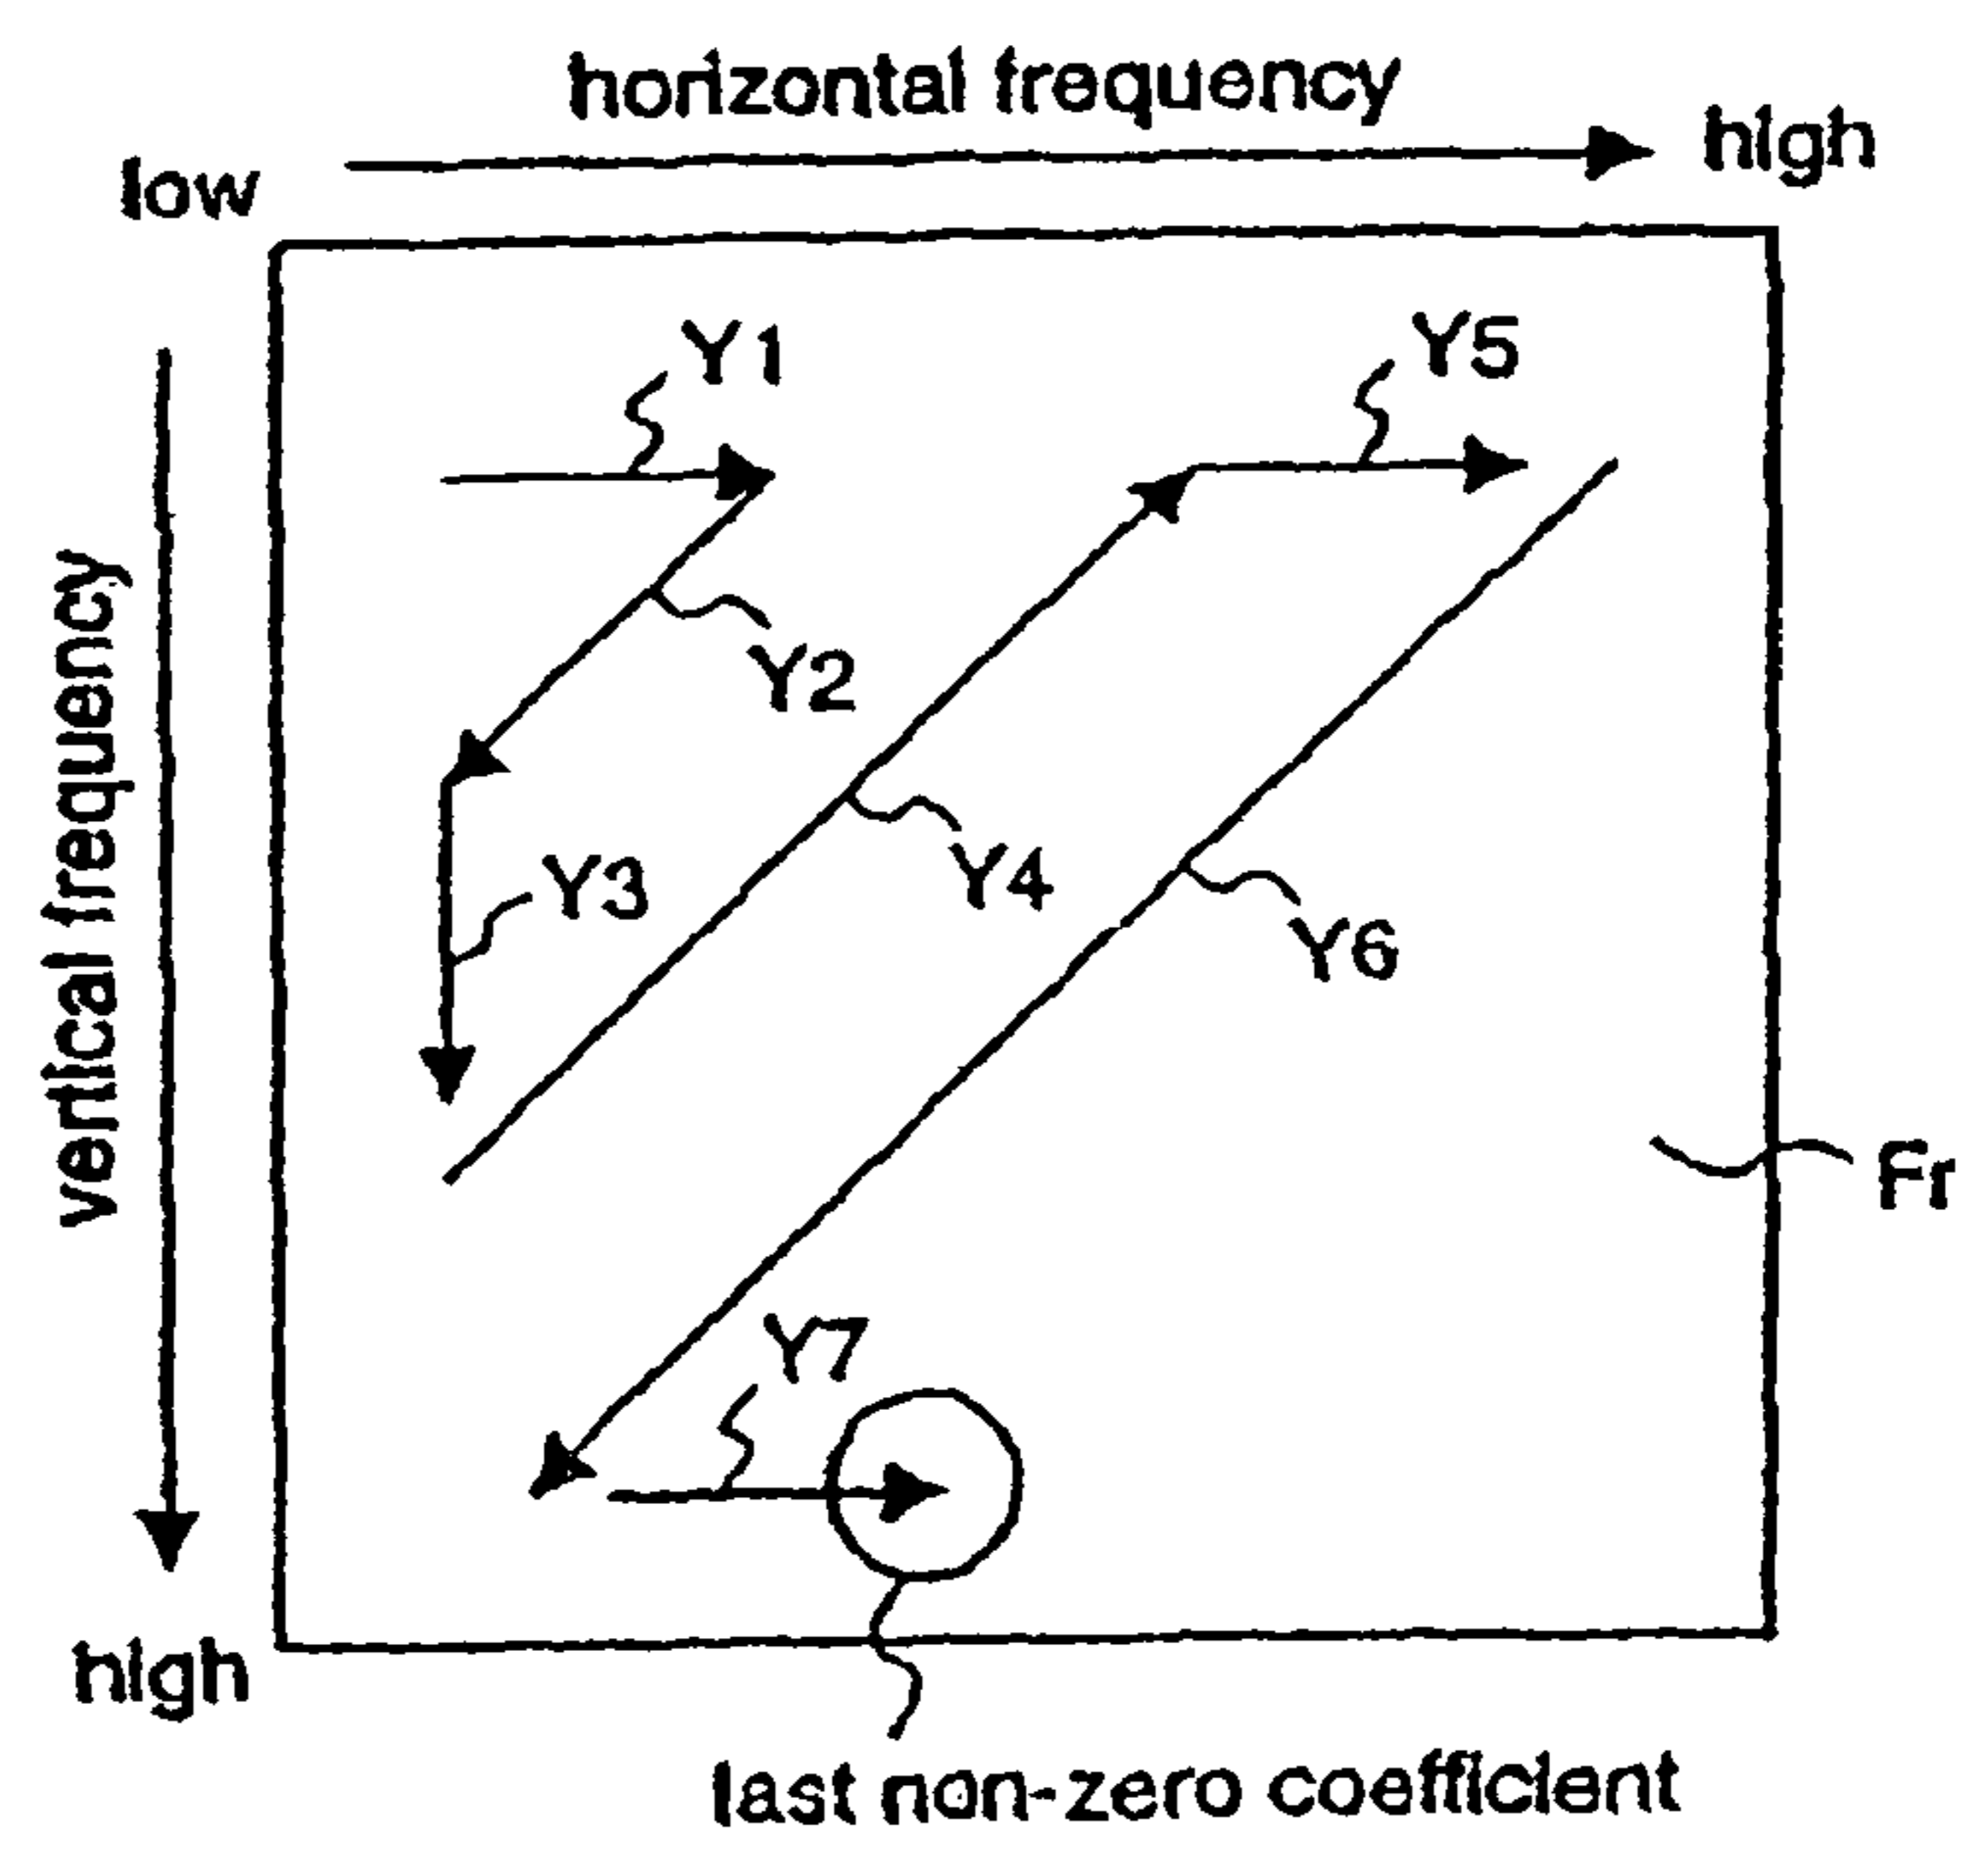 horizontal frequency
low
high
Y1
Y5
Y2
vertical frequency
Y3
Y4
Y6
Fr
Y7
high
last non-zero coefficient